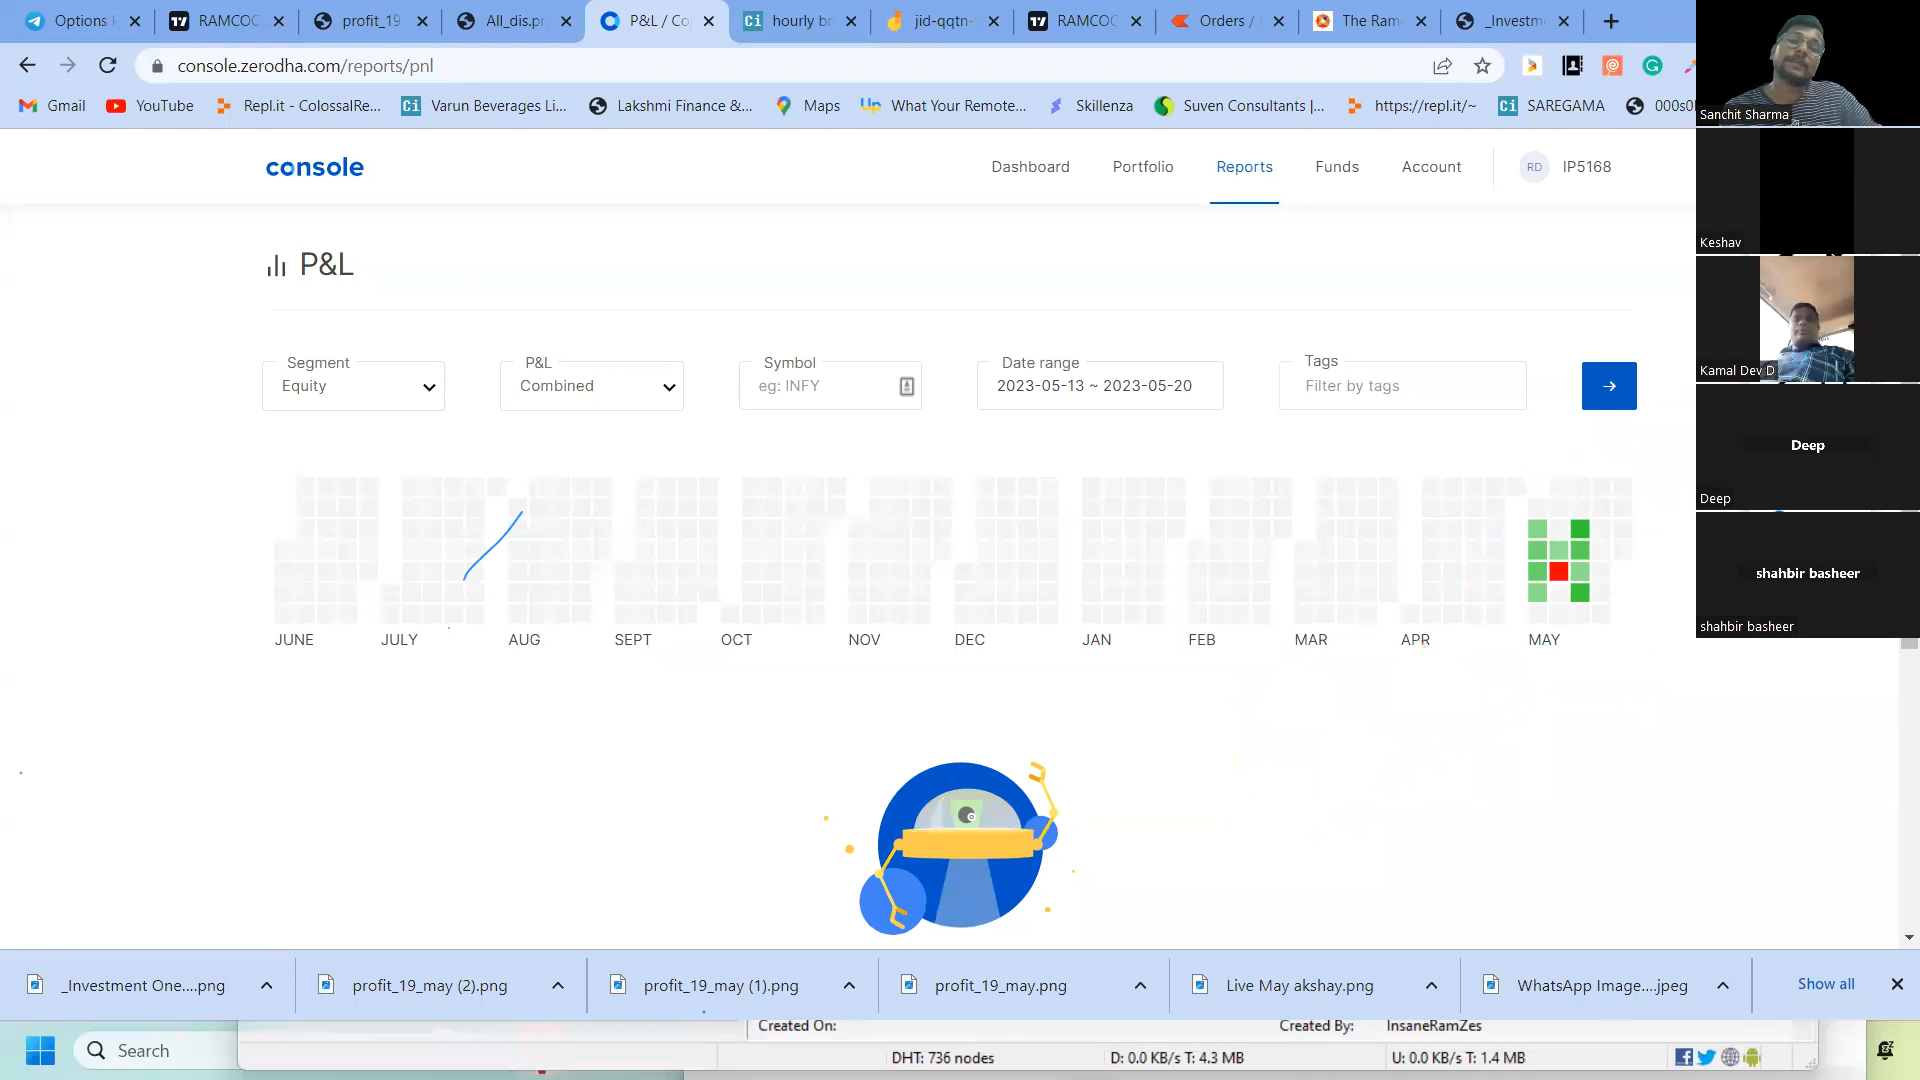 Options
RAMCOC
profit_19
All_dis.p
P&L / Co
Ci
hourly br
jid-qqtn-
RAMCOC
Orders /
The Ram
_Investm
console.zerodha.com/reports/pnl
Gmail
YouTube
Repl.it - ColossalRe...
Ci
Varun Beverages Li...
Lakshmi Finance &...
Maps
Up
What Your Remote...
Skillenza
Suven Consultants |...
https://repl.it/~
Ci
SAREGAMA
000s0
Sanchit Sharma
console
Dashboard
Portfolio
Reports
Funds
Account
RD
IP5168
Keshav
P&L
Segment
Equity
P&L
Combined
Symbol
eg: INFY
Date range
2023-05-13 ~ 2023-05-20
Tags
Filter by tags
Kamal Dev D
Deep
Deep
shahbir basheer
shahbir basheer
JUNE
JULY
AUG
SEPT
OCT
NOV
DEC
JAN
FEB
MAR
APR
MAY
_Investment One....png
profit_19_may (2).png
profit_19_may (1).png
profit_19_may.png
Live May akshay.png
WhatsApp Image....jpeg
Show all
Created On:
Created By:
InsaneRamZes
Search
DHT: 736 nodes
D: 0.0 KB/s T: 4.3 MB
U: 0.0 KB/s T: 1.4 MB